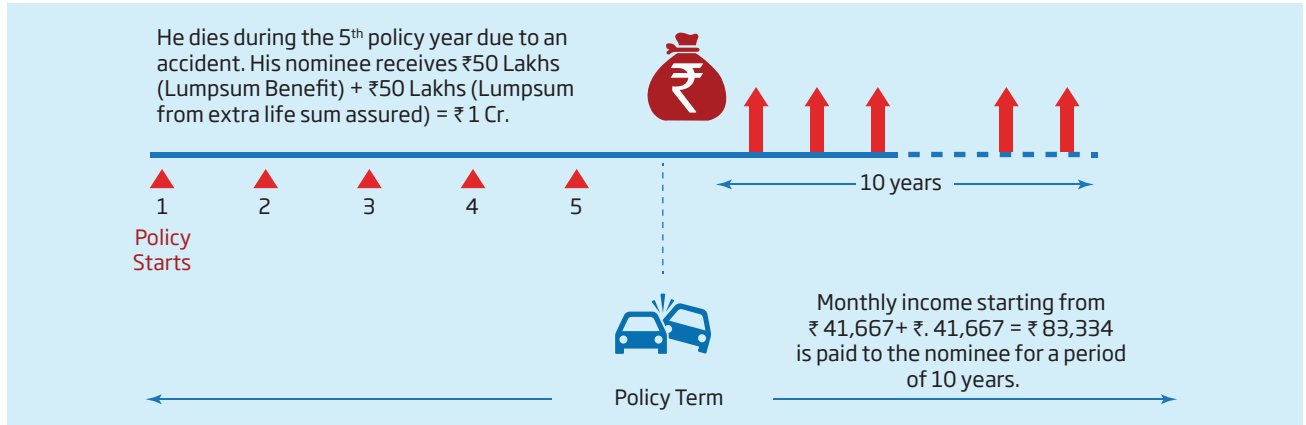 He dies during the 5th policy year due to an
accident. His nominee receives ₹50 Lakhs
(Lumpsum Benefit) + ₹50 Lakhs (Lumpsum
from extra life sum assured) = ₹ 1 Cr.
₹
10 years
1 2 3 4 5
Policy
Starts
Monthly income starting from
₹ 41,667+ ₹. 41,667 = ₹ 83,334
is paid to the nominee for a period
of 10 years.
Policy Term